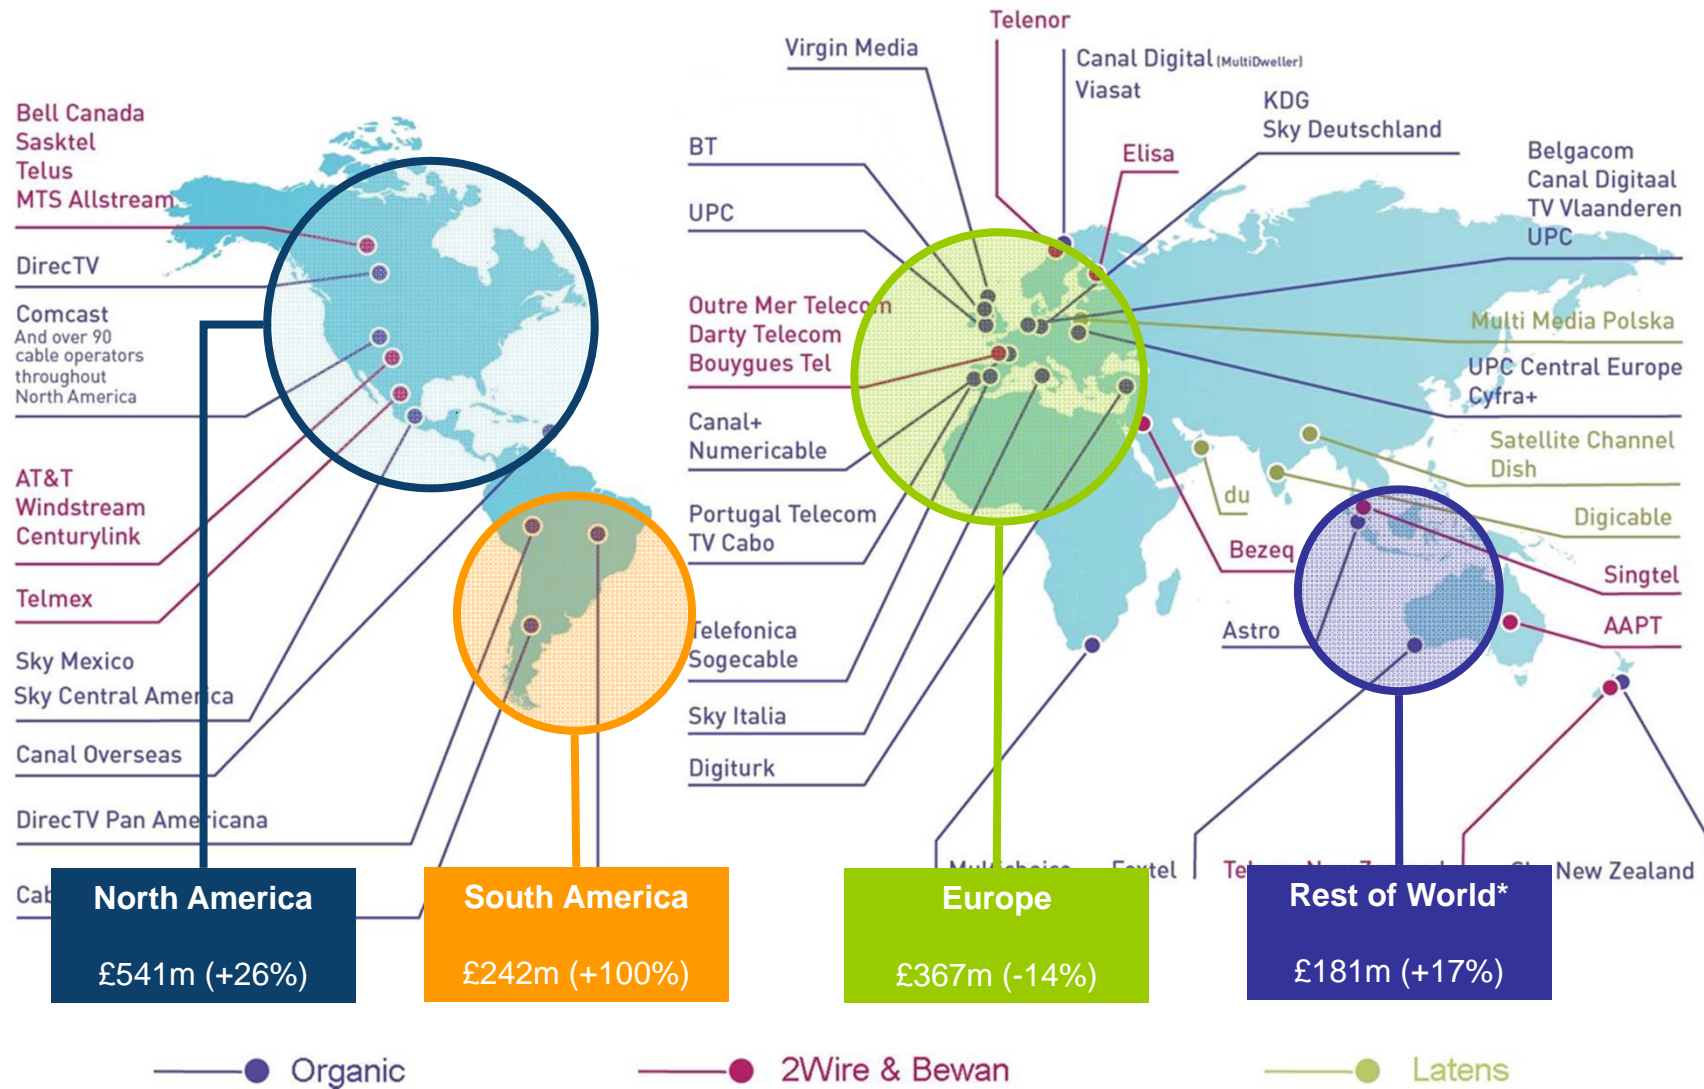 Telenor
Virgin Media
Canal Digital (MultiDweller)
Viasat
KDG
Sky Deutschland
Bell Canada
Sasktel
Telus
MTS Allstream
BT
Elisa
Belgacom
Canal Digitaal
TV Vlaanderen
UPC
UPC
DirecTV
Comcast
And over 90
cable operators
throughout
North America
Outre Mer Telecom
Darty Telecom
Bouygues Tel
Multi Media Polska
UPC Central Europe
Cyfra+
Canal+
Numericable
Satellite Channel
Dish
AT&T
Windstream
Centurylink
du
Digicable
Portugal Telecom
TV Cabo
Bezeq
Singtel
Telmex
Telefonica
Sogecable
Astro
AAPT
Sky Mexico
Sky Central America
Sky Italia
Canal Overseas
Digiturk
DirecTV Pan Americana
New Zealand
North America
£541m (+26%)
South America
£242m (+100%)
Europe
£367m (-14%)
Rest of World*
£181m (+17%)
Organic
2Wire & Bewan
Latens